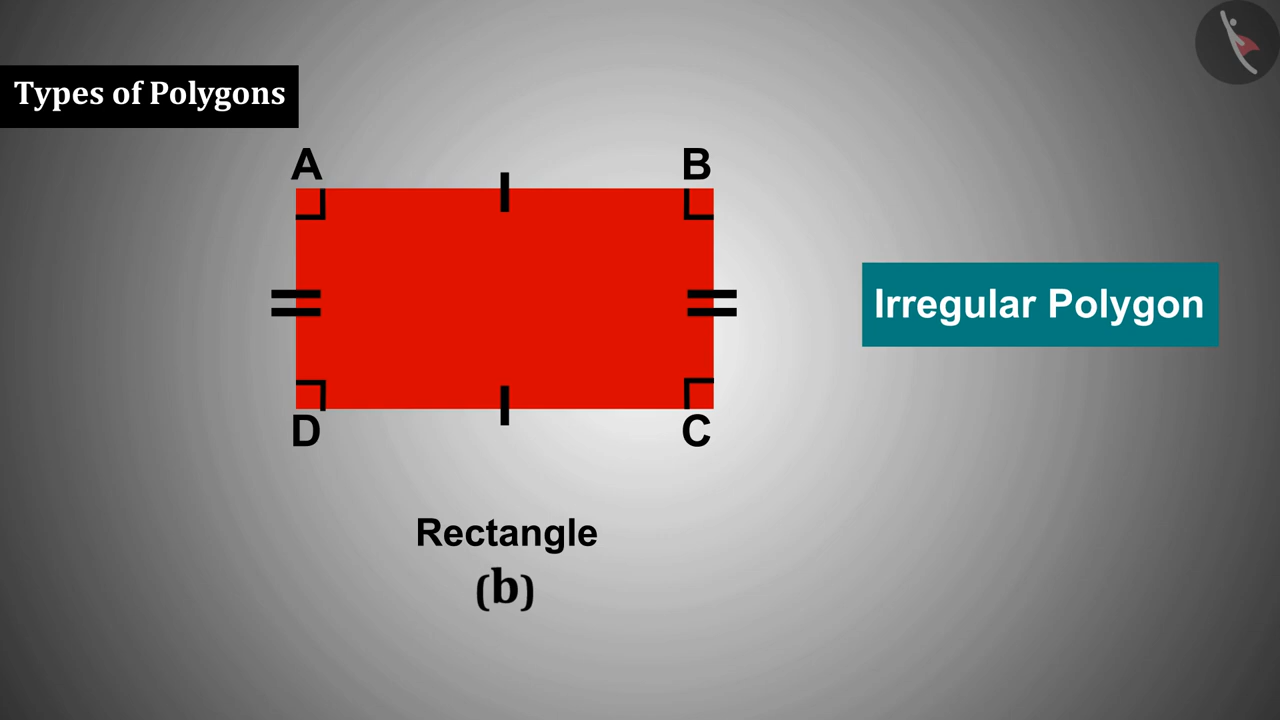 Types of Polygons
A
B
Irregular Polygon
D
C
Rectangle
(b)